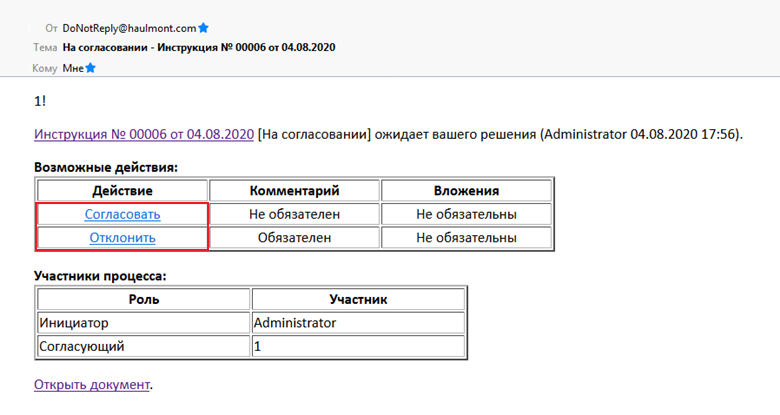 От DoNotReply@haulmont.com
Тема На согласовании - Инструкция № 00006 от 04.08.2020
Кому Мне
1!
Инструкция № 00006 от 04.08.2020 [На согласовании] ожидает вашего решения (Administrator 04.08.2020 17:56).
Возможные действия:
Действие Комментарий Вложения
Согласовать Не обязателен Не обязательны
Отклонить Обязателен Не обязательны
Участники процесса:
Роль Участник
Инициатор Administrator
Согласующий 1
Открыть документ.